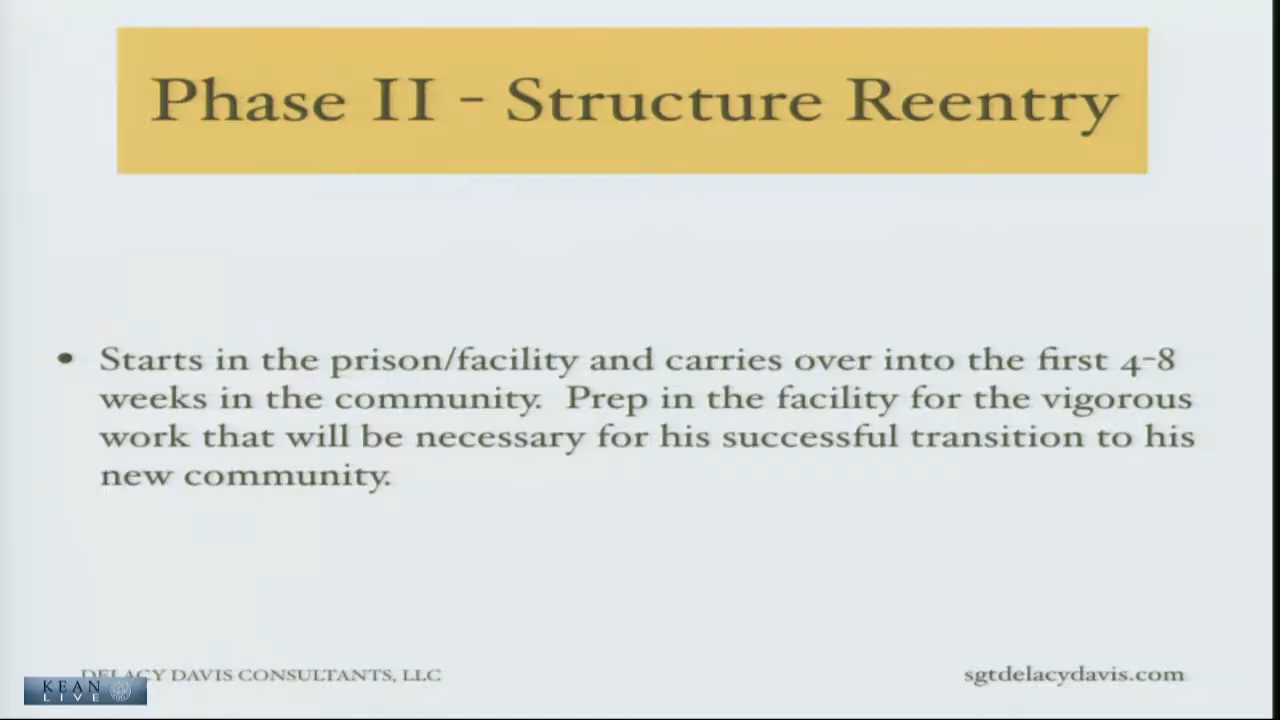 Phase II - Structure Reentry
• Starts in the prison/facility and carries over into the first 4-8
weeks in the community. Prep in the facility for the vigorous
work that will be necessary for his successful transition to his
new community.
DELACY DAVIS CONSULTANTS, LLC
sgtdelacydavis.com
KEAN
LIVE